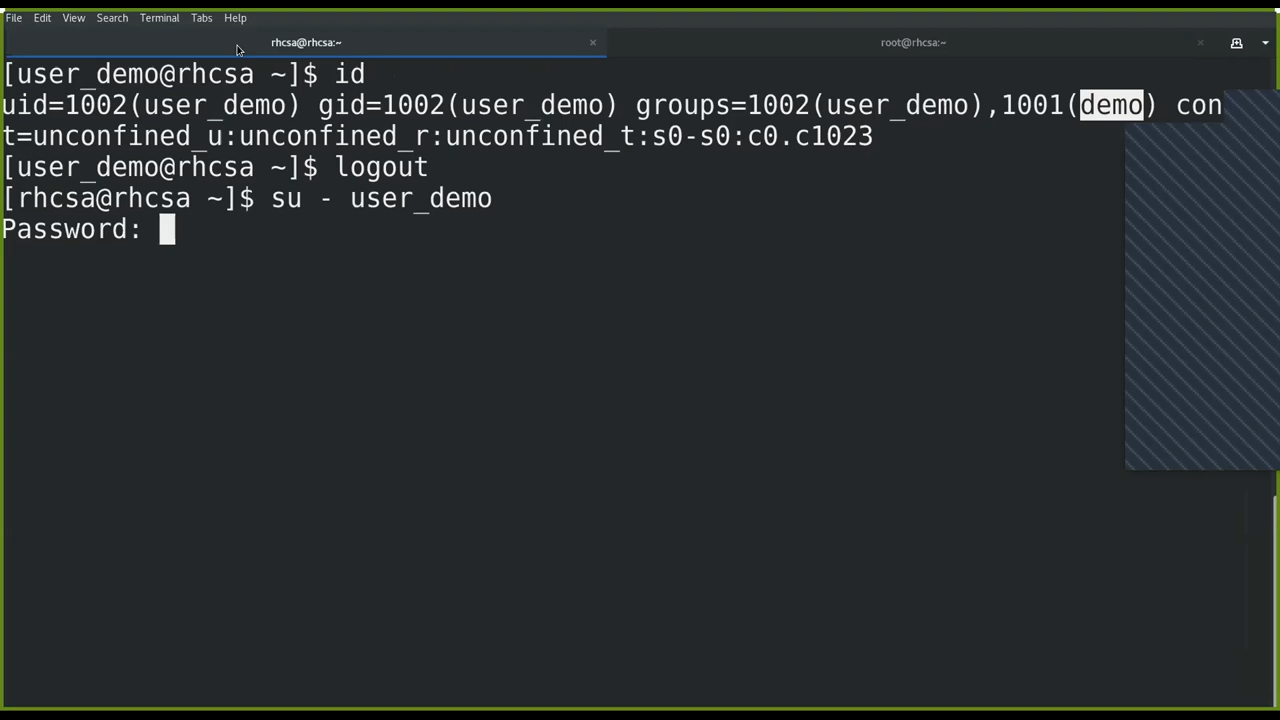 File Edit View Search Terminal Tabs Help
rhcsa@rhcsa:~ × root@rhcsa:~ ×
[user_demo@rhcsa ~]$ id
uid=1002(user_demo) gid=1002(user_demo) groups=1002(user_demo),1001(demo) con
t=unconfined_u:unconfined_r:unconfined_t:s0-s0:c0.c1023
[user_demo@rhcsa ~]$ logout
[rhcsa@rhcsa ~]$ su - user_demo
Password: